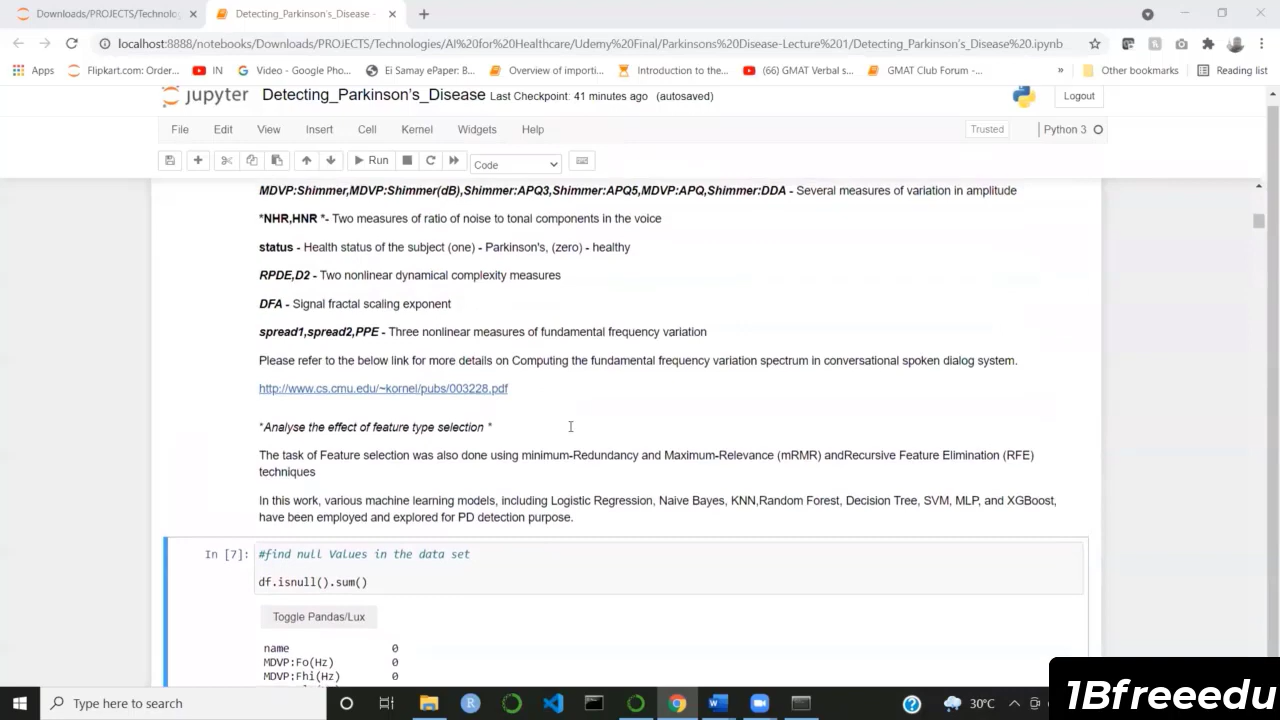 Downloads/PROJECTS/Technolog
Detecting_Parkinson's_Disease -
localhost:8888/notebooks/Downloads/PROJECTS/Technologies/AI%20for%20Healthcare/Udemy%20Final/Parkinsons%20Disease-Lecture%201/Detecting_Parkinson's_Disease%20.ipynb
Apps Flipkart.com: Order... IN Video - Google Pho... Ei Samay ePaper: B... Overview of importi... Introduction to the... (66) GMAT Verbal s... GMAT Club Forum -... » Other bookmarks Reading list
jupyter Detecting_Parkinson's_Disease Last Checkpoint: 41 minutes ago (autosaved) Logout
File Edit View Insert Cell Kernel Widgets Help Trusted Python 3
Run Code
MDVP:Shimmer,MDVP:Shimmer(dB),Shimmer:APQ3,Shimmer:APQ5,MDVP:APQ,Shimmer:DDA - Several measures of variation in amplitude
*NHR,HNR *- Two measures of ratio of noise to tonal components in the voice
status - Health status of the subject (one) - Parkinson's, (zero) - healthy
RPDE,D2 - Two nonlinear dynamical complexity measures
DFA - Signal fractal scaling exponent
spread1,spread2,PPE - Three nonlinear measures of fundamental frequency variation
Please refer to the below link for more details on Computing the fundamental frequency variation spectrum in conversational spoken dialog system.
http://www.cs.cmu.edu/~kornel/pubs/003228.pdf
*Analyse the effect of feature type selection *
The task of Feature selection was also done using minimum-Redundancy and Maximum-Relevance (mRMR) andRecursive Feature Elimination (RFE)
techniques
In this work, various machine learning models, including Logistic Regression, Naive Bayes, KNN,Random Forest, Decision Tree, SVM, MLP, and XGBoost,
have been employed and explored for PD detection purpose.
In [7]: #find null Values in the data set
df.isnull().sum()
Toggle Pandas/Lux
name 0
MDVP:Fo(Hz) 0
MDVP:Fhi(Hz) 0
Type here to search
30°C
1Bfreeedu